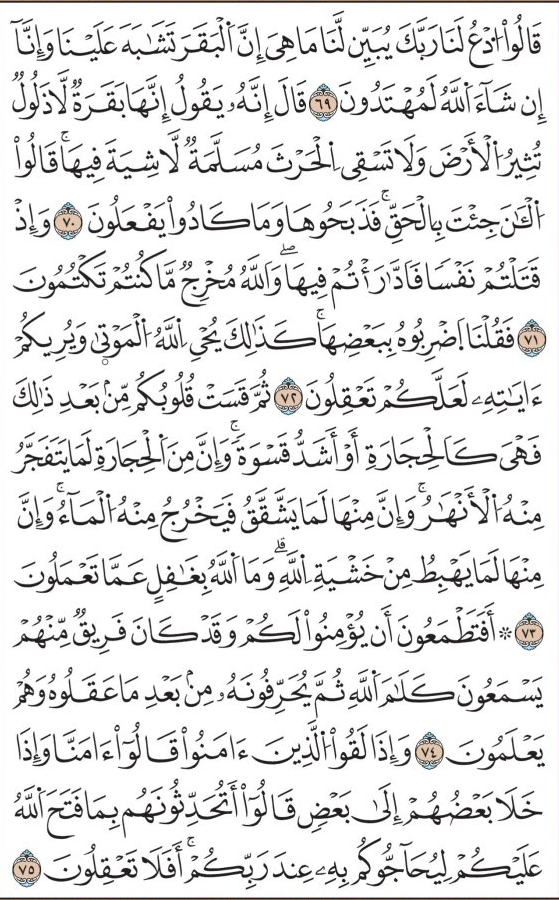 قَالُواْ ٱدۡعُ لَنَا رَبَّكَ يُبَيِّن لَّنَا مَا هِيَ إِنَّ ٱلۡبَقَرَ تَشَٰبَهَ عَلَيۡنَا وَإِنَّآ
إِن شَآءَ ٱللَّهُ لَمُهۡتَدُونَ ٦٩ قَالَ إِنَّهُۥ يَقُولُ إِنَّهَا بَقَرَةٞ لَّا ذَلُولٞ
تُثِيرُ ٱلۡأَرۡضَ وَلَا تَسۡقِي ٱلۡحَرۡثَ مُسَلَّمَةٞ لَّا شِيَةَ فِيهَاۚ قَالُواْ
ٱلۡـَٰٔنَ جِئۡتَ بِٱلۡحَقِّۚ فَذَبَحُوهَا وَمَا كَادُواْ يَفۡعَلُونَ ٧٠ وَإِذۡ
قَتَلۡتُمۡ نَفۡسٗا فَٱدَّٰرَٰٔتُمۡ فِيهَاۖ وَٱللَّهُ مُخۡرِجٞ مَّا كُنتُمۡ تَكۡتُمُونَ
٧١ فَقُلۡنَا ٱضۡرِبُوهُ بِبَعۡضِهَاۚ كَذَٰلِكَ يُحۡيِ ٱللَّهُ ٱلۡمَوۡتَىٰ وَيُرِيكُمۡ
ءَايَٰتِهِۦ لَعَلَّكُمۡ تَعۡقِلُونَ ٧٢ ثُمَّ قَسَتۡ قُلُوبُكُم مِّنۢ بَعۡدِ ذَٰلِكَ
فَهۡيَ كَٱلۡحِجَارَةِ أَوۡ أَشَدُّ قَسۡوَةٗۚ وَإِنَّ مِنَ ٱلۡحِجَارَةِ لَمَا يَتَفَجَّرُ
مِنۡهُ ٱلۡأَنۡهَٰرُۚ وَإِنَّ مِنۡهَا لَمَا يَشَّقَّقُ فَيَخۡرُجُ مِنۡهُ ٱلۡمَآءُۚ وَإِنَّ
مِنۡهَا لَمَا يَهۡبِطُ مِنۡ خَشۡيَةِ ٱللَّهِۗ وَمَا ٱللَّهُ بِغَٰفِلٍ عَمَّا تَعۡمَلُونَ
٧٣ ۞ أَفَتَطۡمَعُونَ أَن يُؤۡمِنُواْ لَكُمۡ وَقَدۡ كَانَ فَرِيقٞ مِّنۡهُمۡ
يَسۡمَعُونَ كَلَٰمَ ٱللَّهِ ثُمَّ يُحَرِّفُونَهُۥ مِنۢ بَعۡدِ مَا عَقَلُوهُ وَهُمۡ
يَعۡلَمُونَ ٧٤ وَإِذَا لَقُواْ ٱلَّذِينَ ءَامَنُواْ قَالُوٓاْ ءَامَنَّا وَإِذَا
خَلَا بَعۡضُهُمۡ إِلَىٰ بَعۡضٖ قَالُوٓاْ أَتُحَدِّثُونَهُم بِمَا فَتَحَ ٱللَّهُ
عَلَيۡكُمۡ لِيُحَآجُّوكُم بِهِۦ عِندَ رَبِّكُمۡۚ أَفَلَا تَعۡقِلُونَ ٧٥